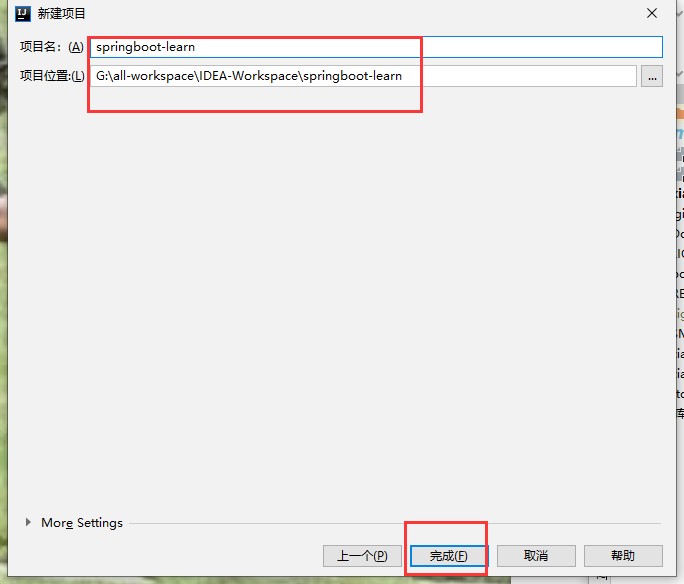 新建项目
项目名：(A) springboot-learn
项目位置:(L) G:\all-workspace\IDEA-Workspace\springboot-learn ...
More Settings
上一个(P) 完成(F) 取消 帮助